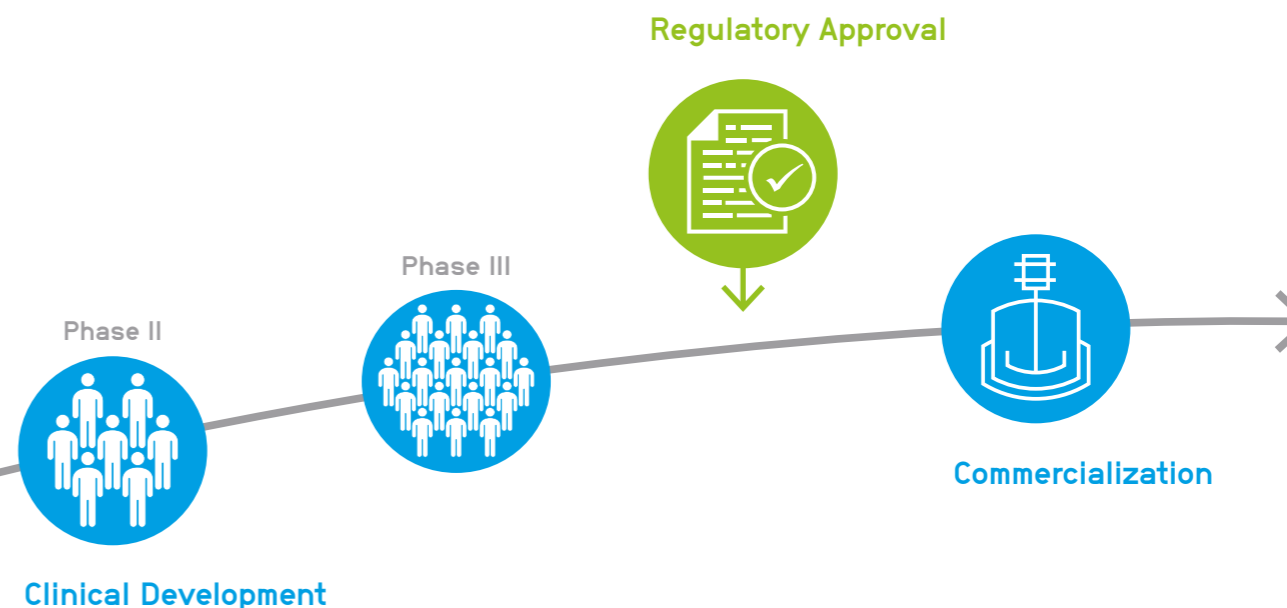 Regulatory Approval
Phase III
Phase II
Commercialization
Clinical Development